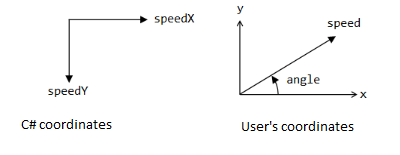 speedX
speedY
C# coordinates
y
speed
angle
x
User's coordinates